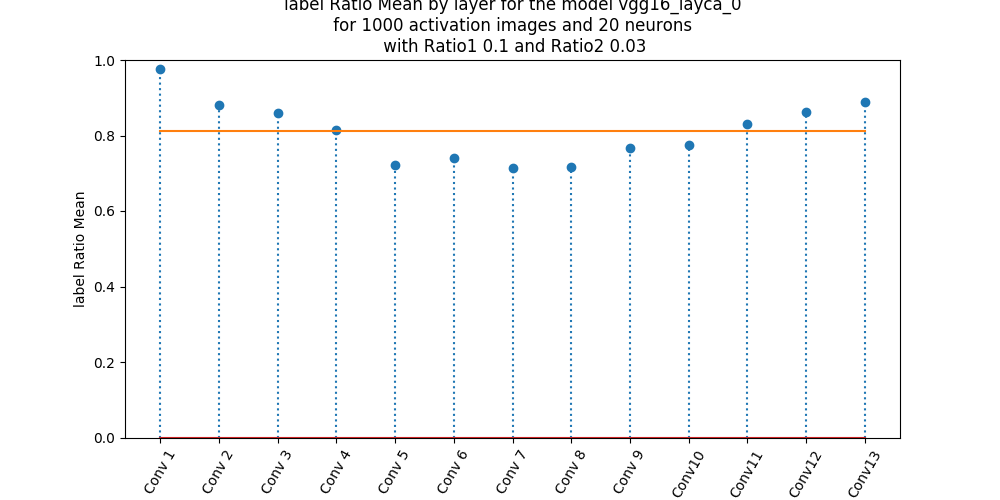 label Ratio Mean by layer for the model vgg16_layca_0
for 1000 activation images and 20 neurons
with Ratio1 0.1 and Ratio2 0.03
1.0
0.8
0.6
0.4
0.2
0.0
label Ratio Mean
Conv 1
Conv 2
Conv 3
Conv 4
Conv 5
Conv 6
Conv 7
Conv 8
Conv 9
Conv10
Conv11
Conv12
Conv13